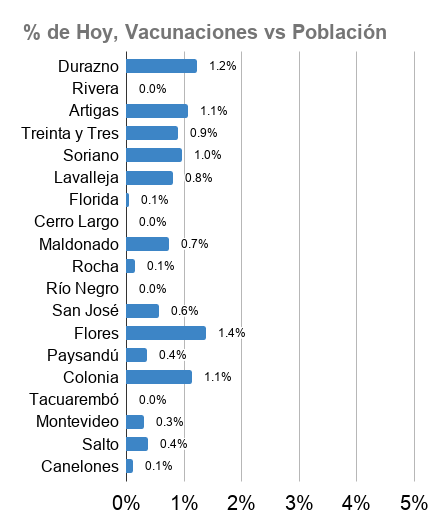 % de Hoy, Vacunaciones vs Población
Durazno 1.2%
Rivera 0.0%
Artigas 1.1%
Treinta y Tres 0.9%
Soriano 1.0%
Lavalleja 0.8%
Florida 0.1%
Cerro Largo 0.0%
Maldonado 0.7%
Rocha 0.1%
Río Negro 0.0%
San José 0.6%
Flores 1.4%
Paysandú 0.4%
Colonia 1.1%
Tacuarembó 0.0%
Montevideo 0.3%
Salto 0.4%
Canelones 0.1%
0% 1% 2% 3% 4% 5%